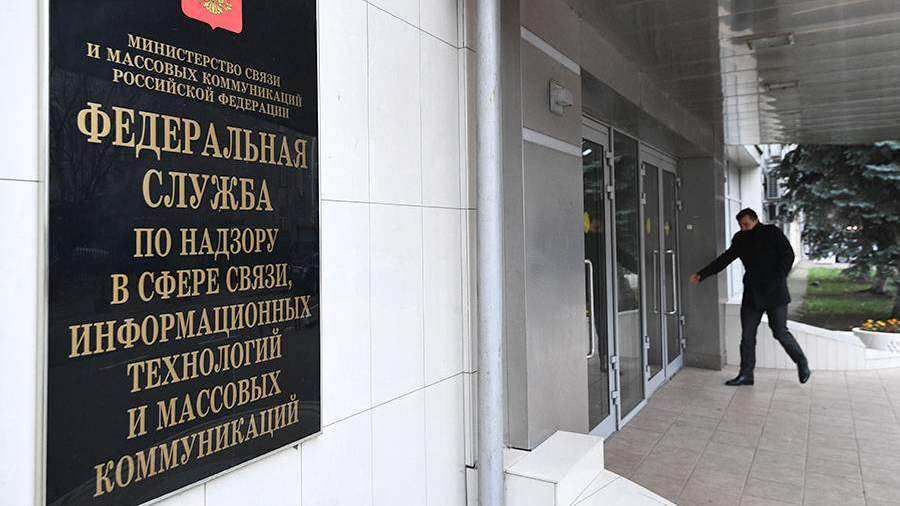 МИНИСТЕРСТВО СВЯЗИ
И МАССОВЫХ КОММУНИКАЦИЙ
РОССИЙСКОЙ ФЕДЕРАЦИИ
ФЕДЕРАЛЬНАЯ
СЛУЖБА
ПО НАДЗОРУ
В СФЕРЕ СВЯЗИ,
ИНФОРМАЦИОННЫХ
ТЕХНОЛОГИЙ
И МАССОВЫХ
КОММУНИКАЦИЙ